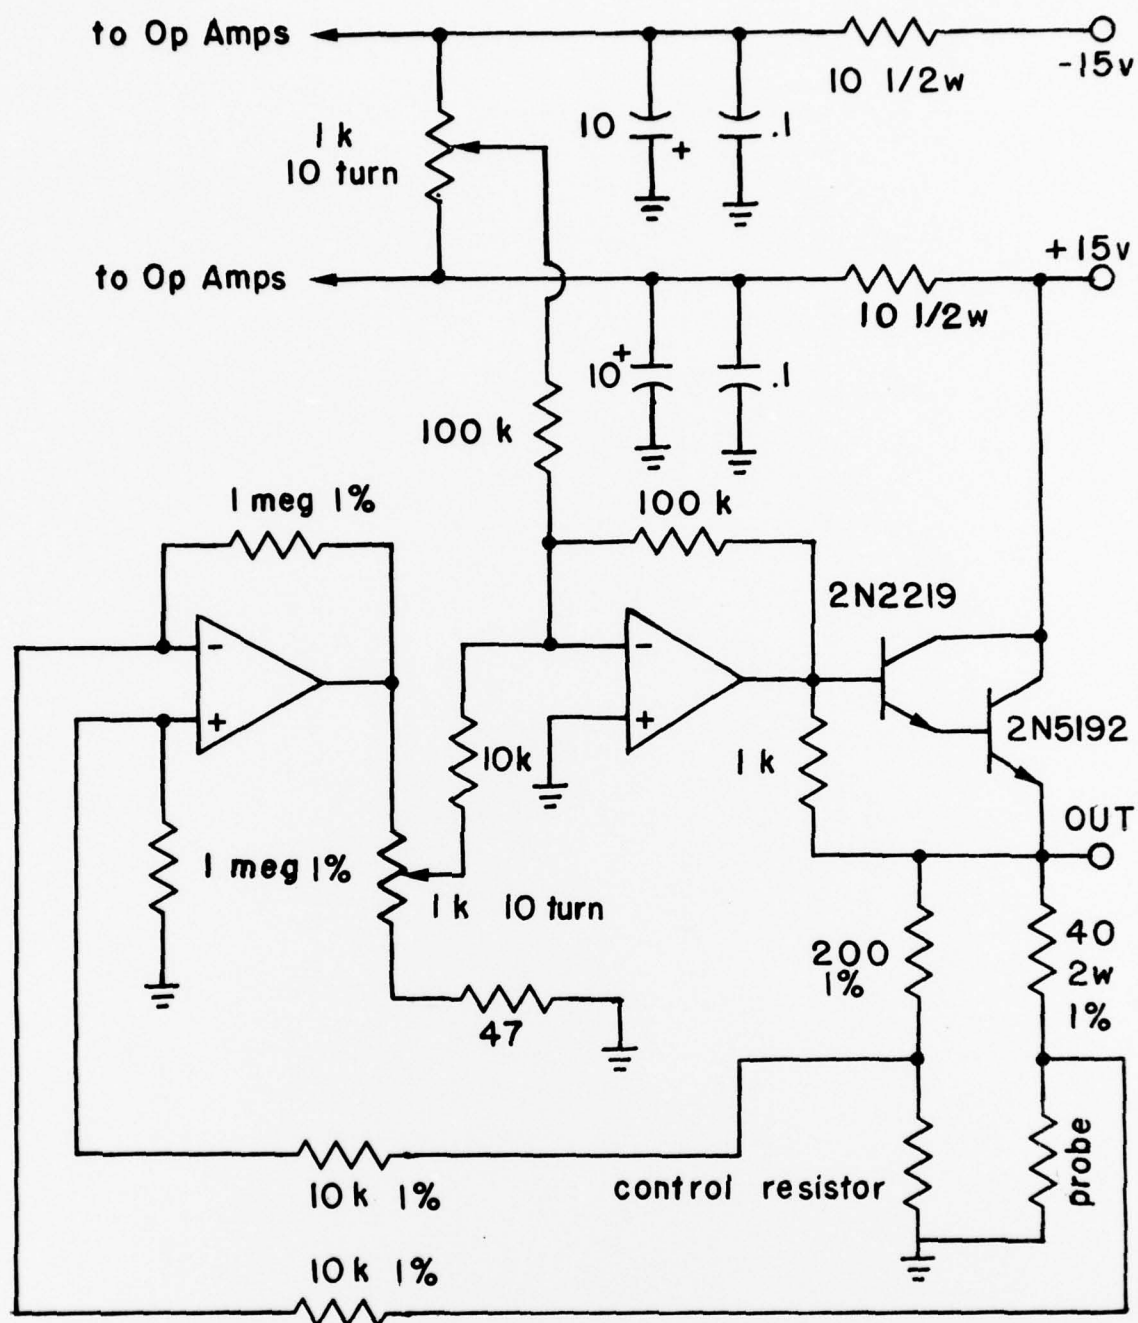 to Op Amps
10 1/2w
-15v
1 k
10 turn
10
+
.1
to Op Amps
+15v
10 1/2w
10
+
.1
100 k
1 meg 1%
100 k
2N2219
-
+
-
+
10k
1 k
2N5192
OUT
1 meg 1%
1 k 10 turn
200
1%
40
2w
1%
47
10k 1%
control resistor
probe
10k 1%